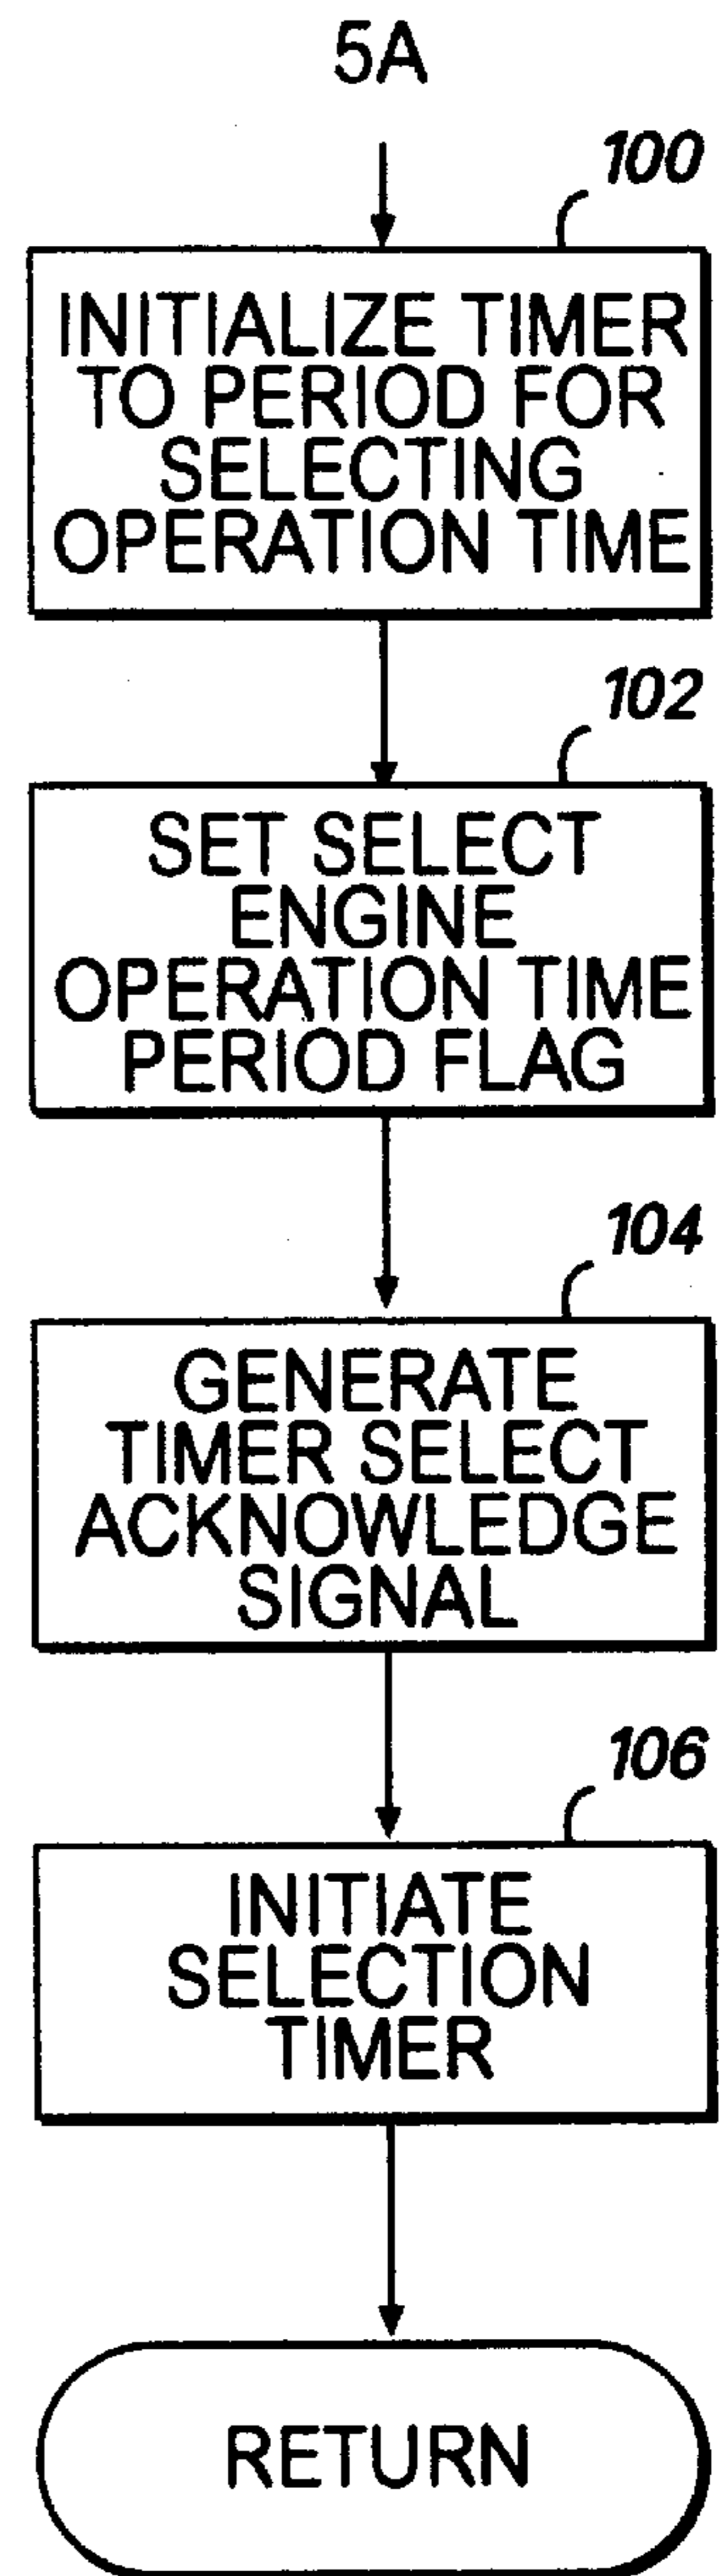 5A
100
INITIALIZE TIMER
TO PERIOD FOR
SELECTING
OPERATION TIME
102
SET SELECT
ENGINE
OPERATION TIME
PERIOD FLAG
104
GENERATE
TIMER SELECT
ACKNOWLEDGE
SIGNAL
106
INITIATE
SELECTION
TIMER
RETURN